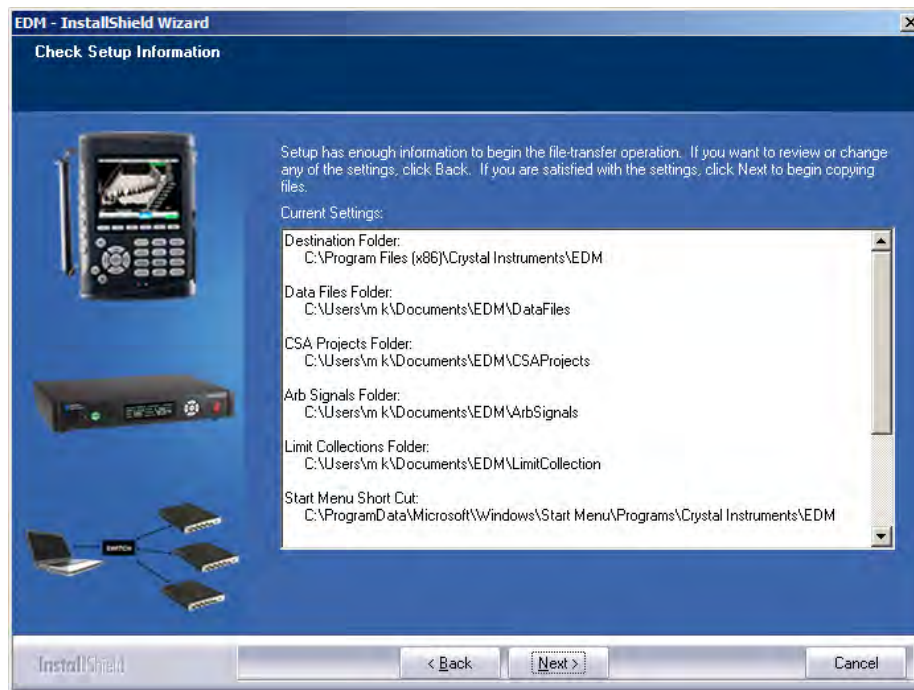 EDM - InstallShield Wizard
Check Setup Information
Setup has enough information to begin the file-transfer operation.  If you want to review or change
any of the settings, click Back.  If you are satisfied with the settings, click Next to begin copying
files.
Current Settings:
Destination Folder:
C:\Program Files (x86)\Crystal Instruments\EDM
Data Files Folder:
C:\Users\m k\Documents\EDM\DataFiles
CSA Projects Folder:
C:\Users\m k\Documents\EDM\CSAProjects
Arb Signals Folder:
C:\Users\m k\Documents\EDM\ArbSignals
Limit Collections Folder:
C:\Users\m k\Documents\EDM\LimitCollection
Start Menu Short Cut:
C:\ProgramData\Microsoft\Windows\Start Menu\Programs\Crystal Instruments\EDM
SWITCH
InstallShield
< Back
Next >
Cancel